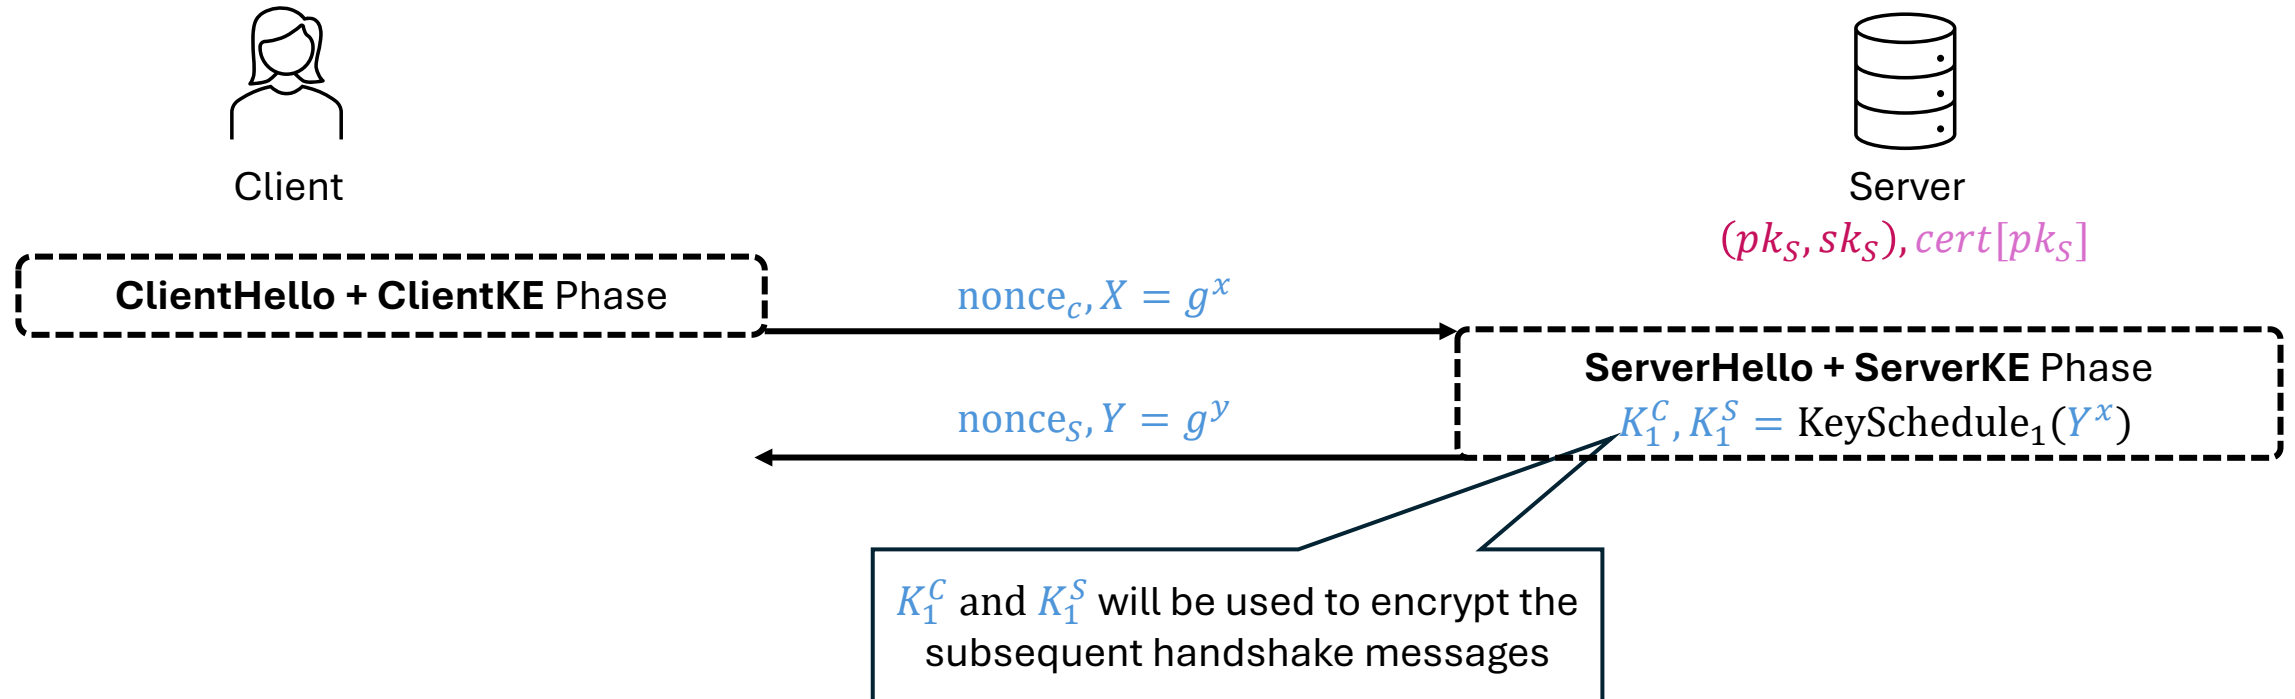 Client
Server
(pk_S, sk_S), cert[pk_S]
ClientHello + ClientKE Phase
nonce_c, X = g^x
ServerHello + ServerKE Phase
nonce_S, Y = g^y
K_1^C, K_1^S = KeySchedule_1(Y^x)
K_1^C and K_1^S will be used to encrypt the
subsequent handshake messages